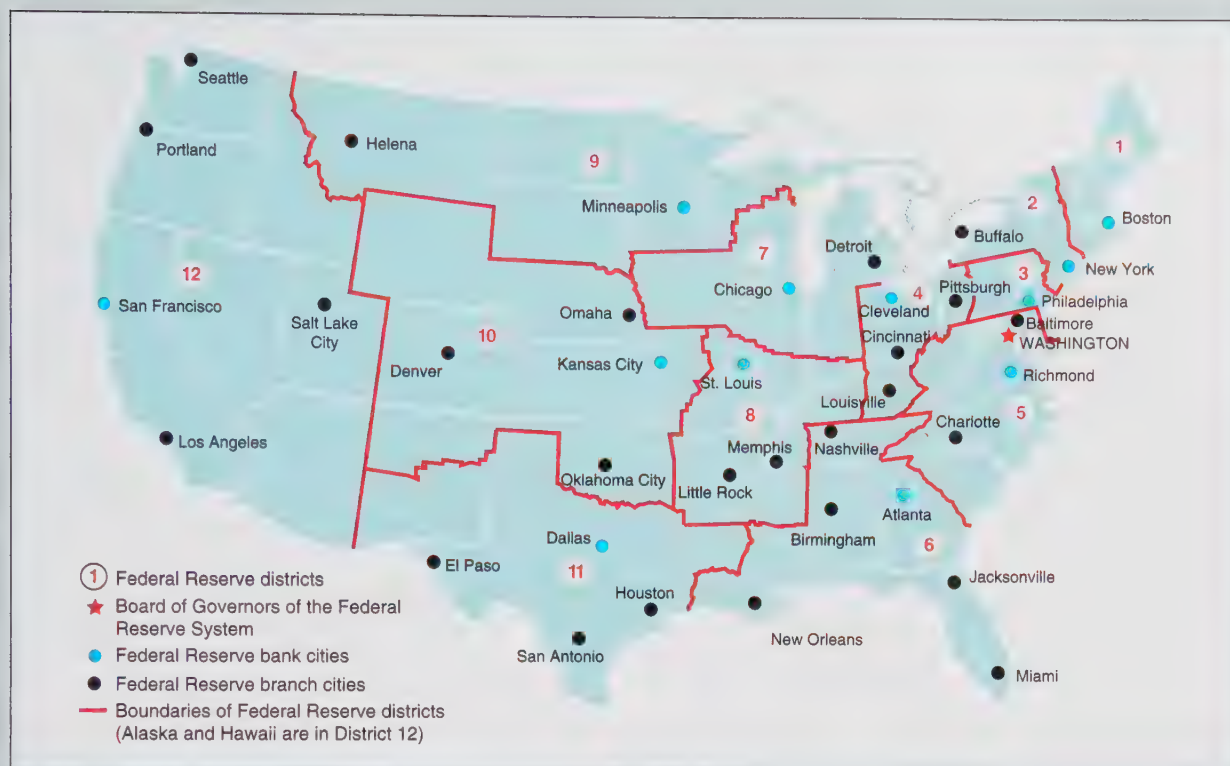 Seattle
Portland
Helena
9
1
Minneapolis
2
Boston
Buffalo
Detroit
7
New York
12
3
San Francisco
Chicago
4
Pittsburgh
Philadelphia
Cleveland
Salt Lake
City
Omaha
Baltimore
WASHINGTON
10
Cincinnati
Denver
Kansas City
St. Louis
Richmond
Louisville
5
8
Charlotte
Los Angeles
Nashville
Memphis
Oklahoma City
Little Rock
Atlanta
Dallas
Birmingham
6
El Paso
11
Jacksonville
Houston
New Orleans
San Antonio
Miami
1 Federal Reserve districts
Board of Governors of the Federal
Reserve System
Federal Reserve bank cities
Federal Reserve branch cities
Boundaries of Federal Reserve districts
(Alaska and Hawaii are in District 12)